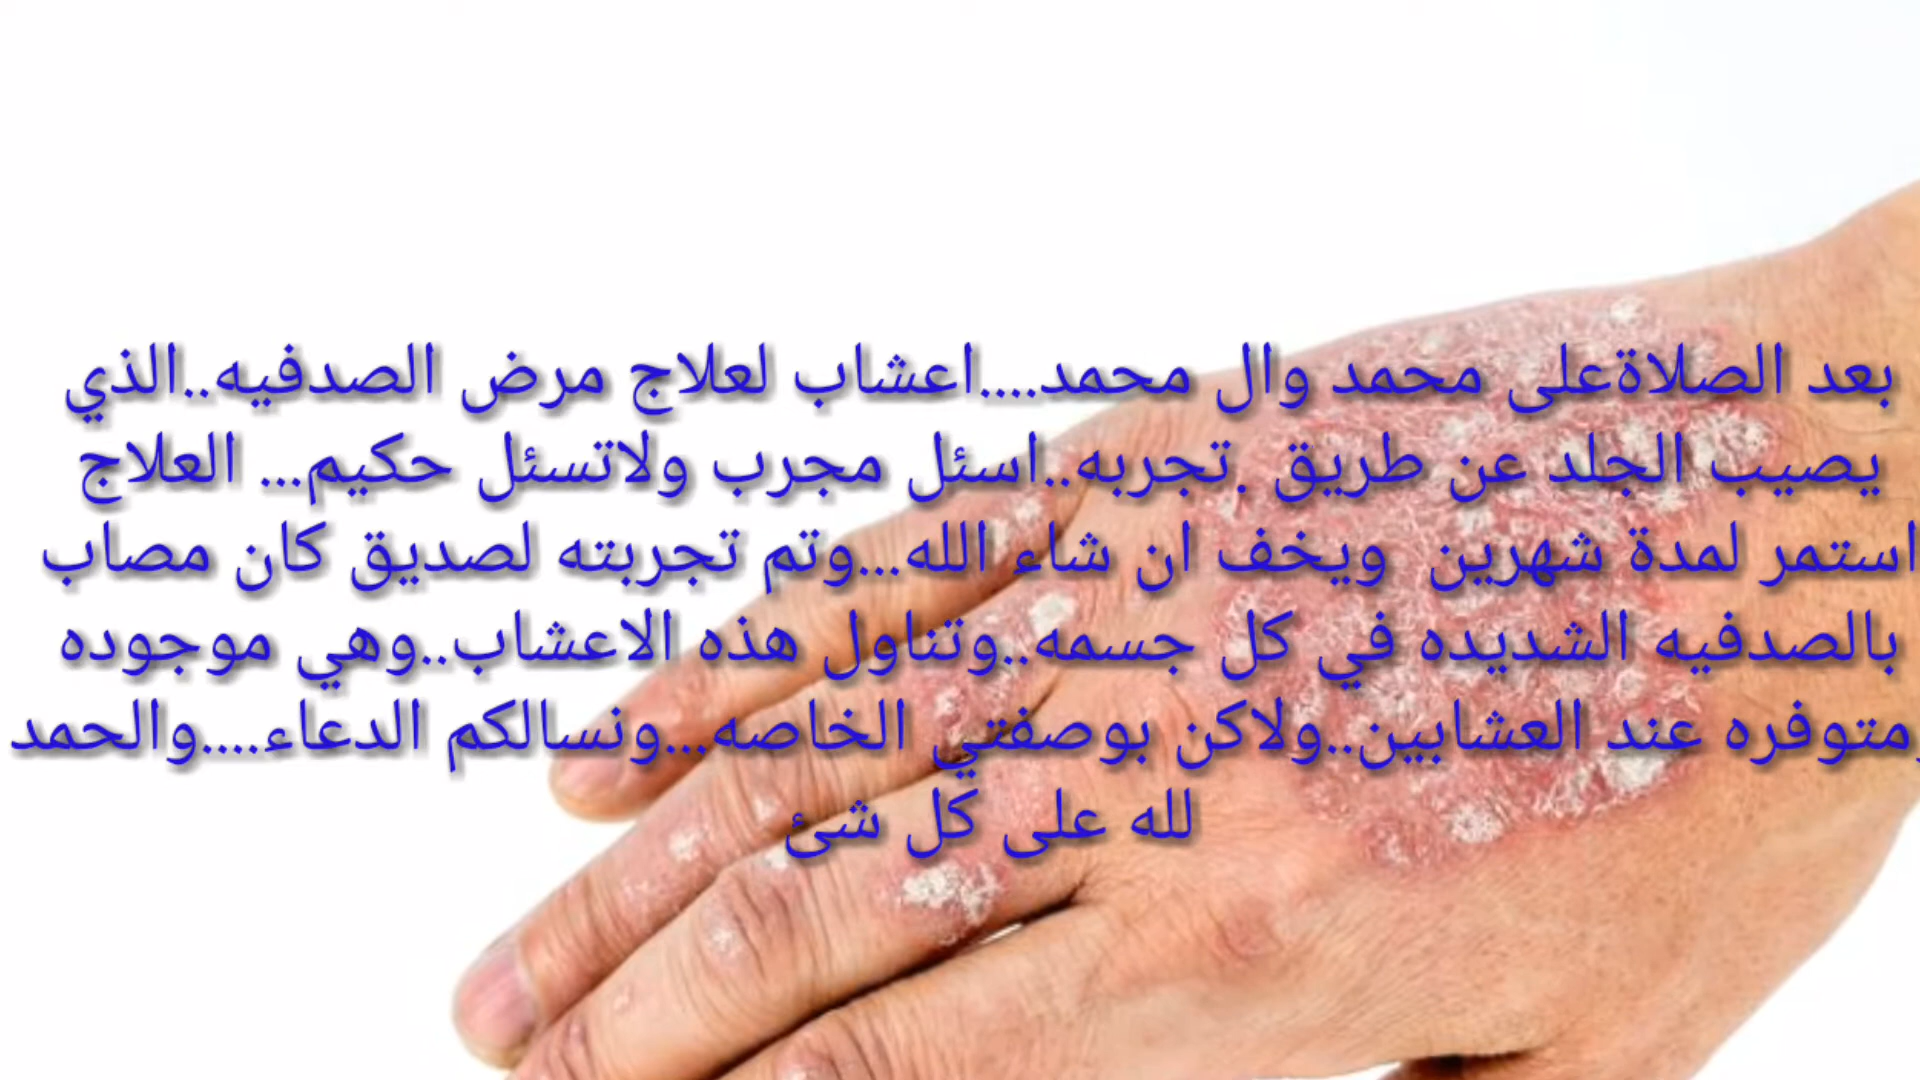 بعد الصلاةعلى محمد وال محمد....اعشاب لعلاج مرض الصدفيه..الذي
يصيب الجلد عن طريق .تجربه..اسئل مجرب ولاتسئل حكيم... العلاج
استمر لمدة شهرين ويخف ان شاء الله...وتم تجربته لصديق كان مصاب
بالصدفيه الشديده في كل جسمه..وتناول هذه الاعشاب..وهي موجوده
ومتوفره عند العشابين..ولاكن بوصفتي الخاصه...ونسالكم الدعاء....والحمد
لله على كل شئ